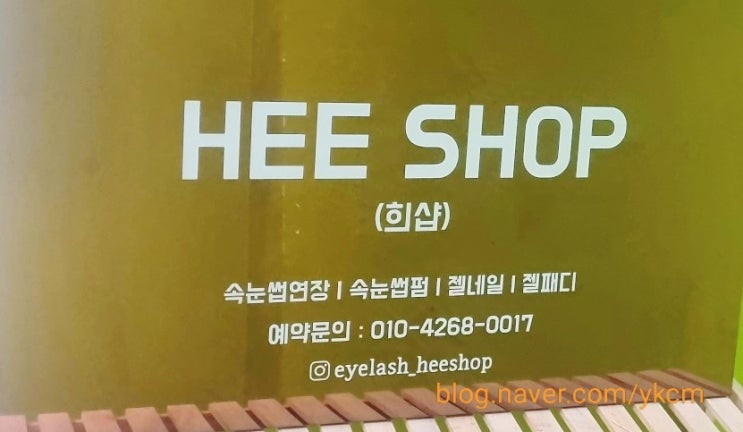 HEE SHOP
(희샵)
속눈썹연장 | 속눈썹펌 | 젤네일 | 젤패디
예약문의 : 010-4268-0017
eyelash_heeshop
blog.naver.com/ykcm